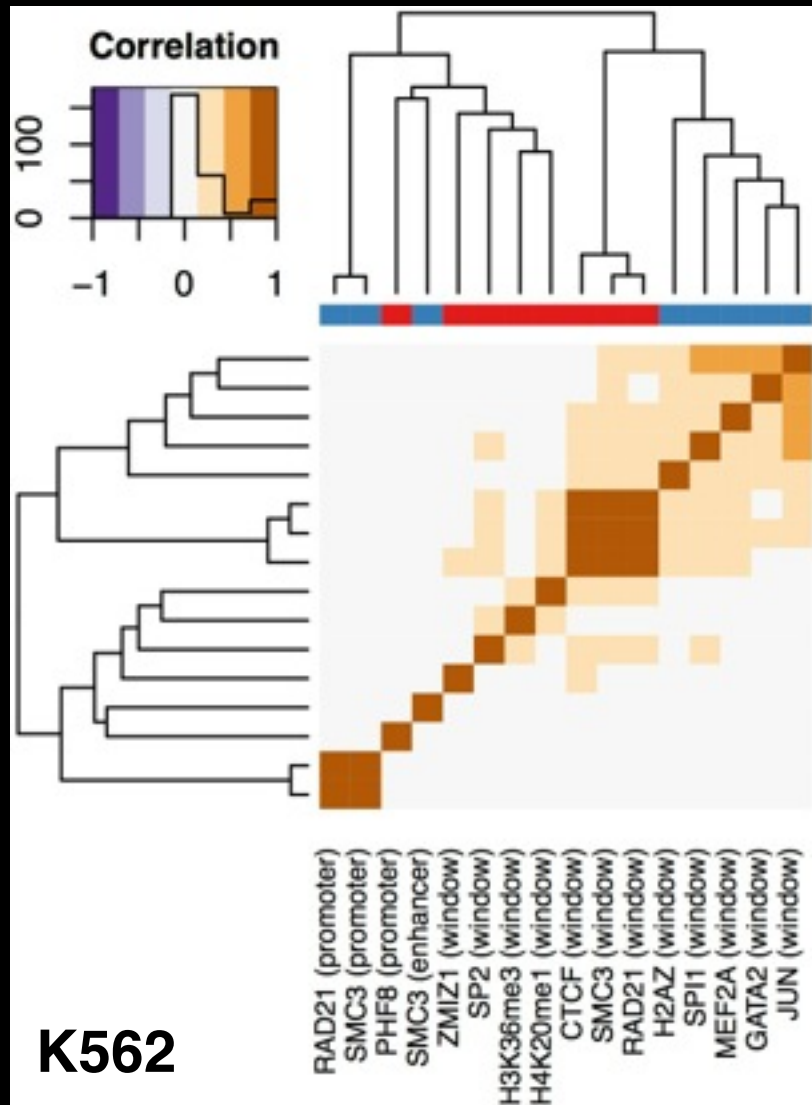 Correlation
100
0
−1 0 1
RAD21 (promoter)
SMC3 (promoter)
PHF8 (promoter)
SMC3 (enhancer)
ZMIZ1 (window)
SP2 (window)
H3K36me3 (window)
H4K20me1 (window)
CTCF (window)
SMC3 (window)
RAD21 (window)
H2AZ (window)
SPI1 (window)
MEF2A (window)
GATA2 (window)
JUN (window)
K562